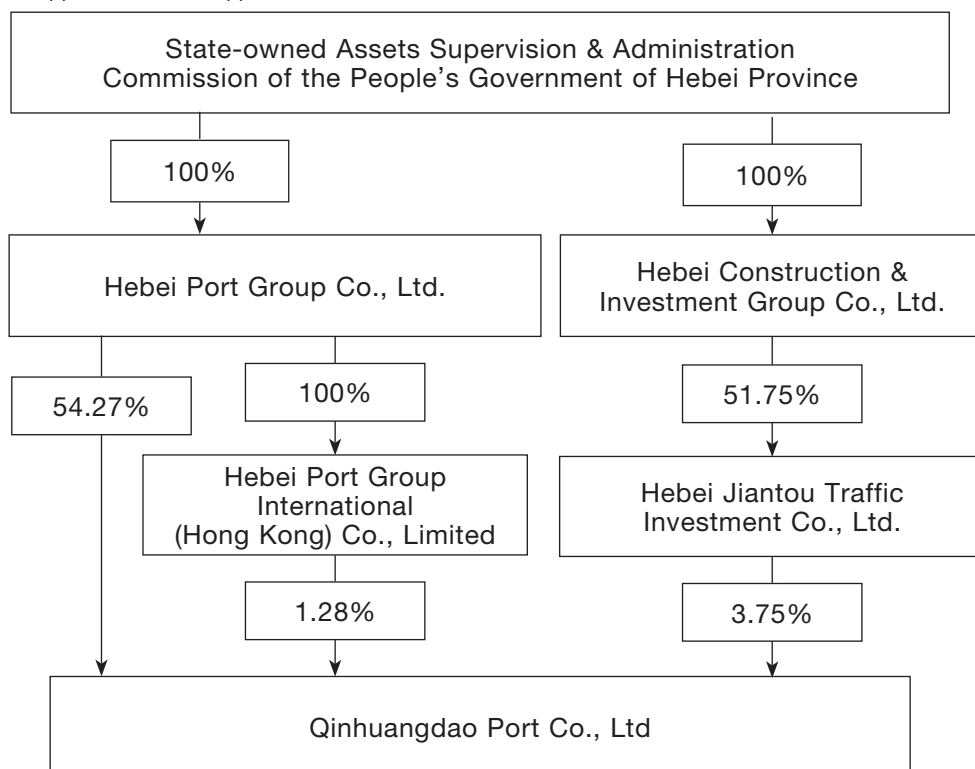 State-owned Assets Supervision & Administration
Commission of the People's Government of Hebei Province
100%
100%
Hebei Port Group Co., Ltd.
Hebei Construction &
Investment Group Co., Ltd.
54.27%
100%
51.75%
Hebei Port Group
International
(Hong Kong) Co., Limited
Hebei Jiantou Traffic
Investment Co., Ltd.
1.28%
3.75%
Qinhuangdao Port Co., Ltd